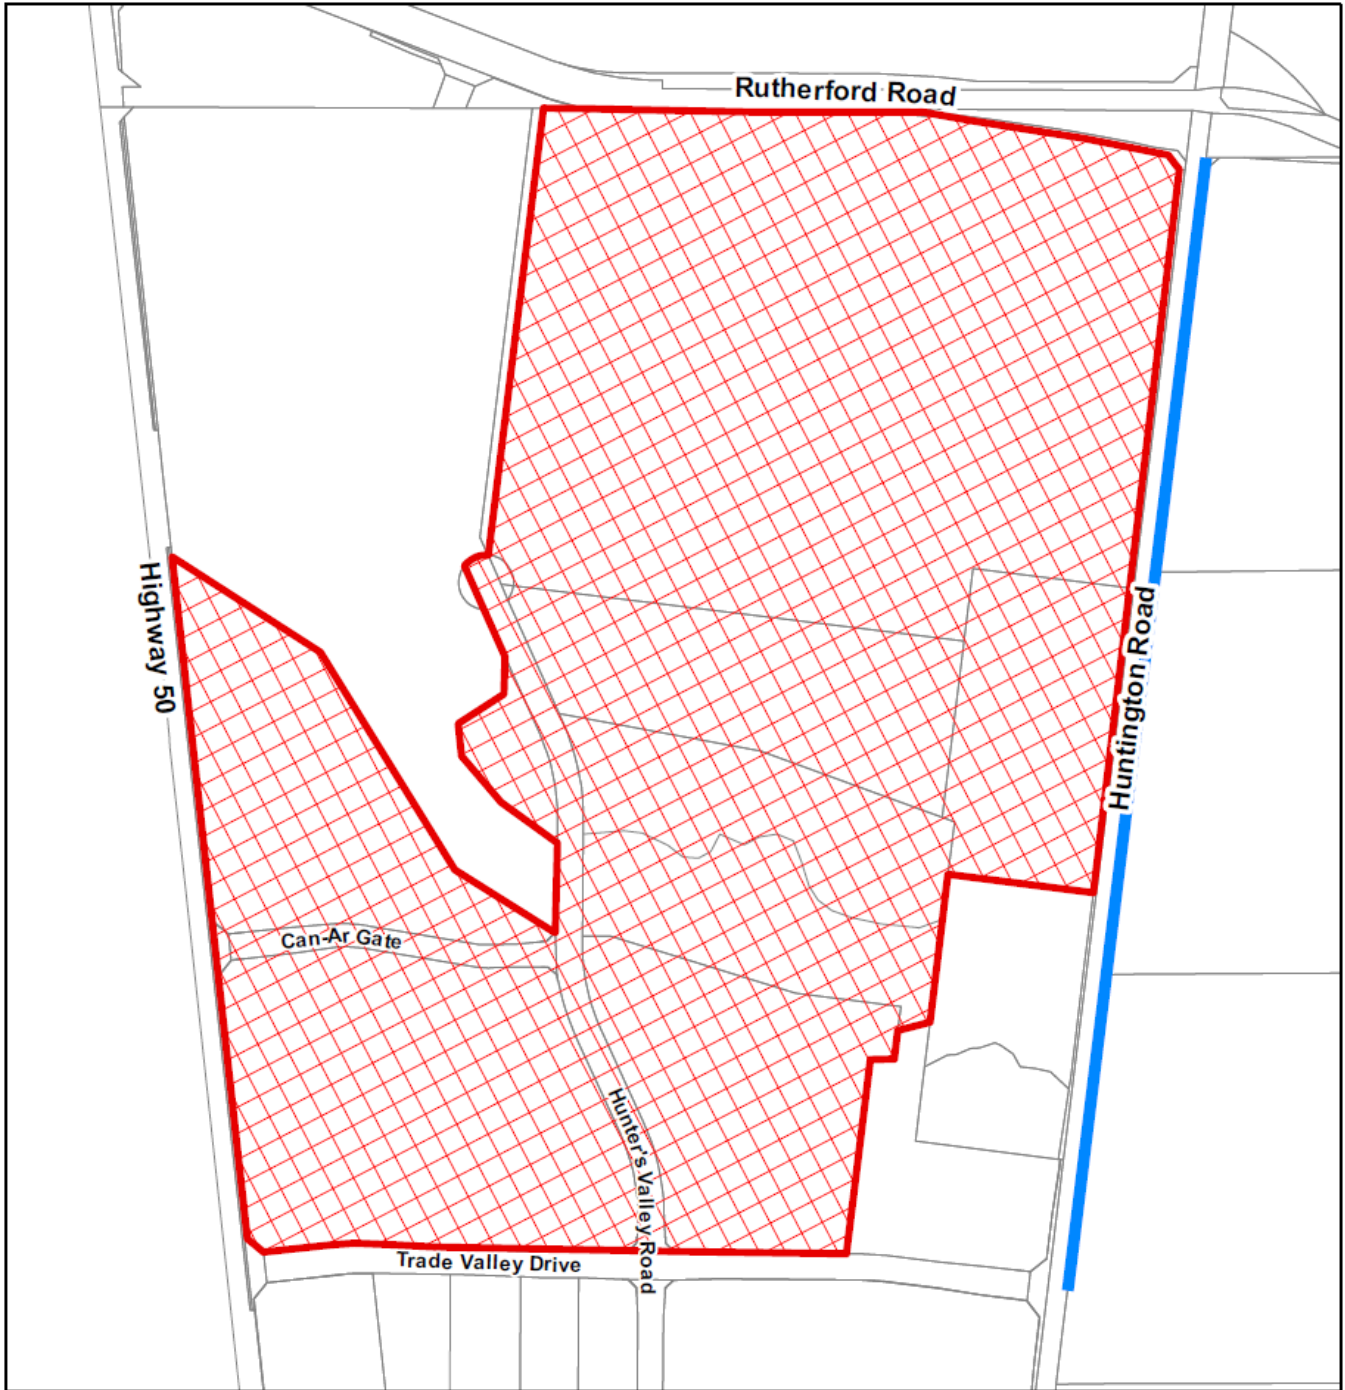 Rutherford Road
Highway 50
Huntington Road
Can-Ar Gate
Hunter's Valley Road
Trade Valley Drive